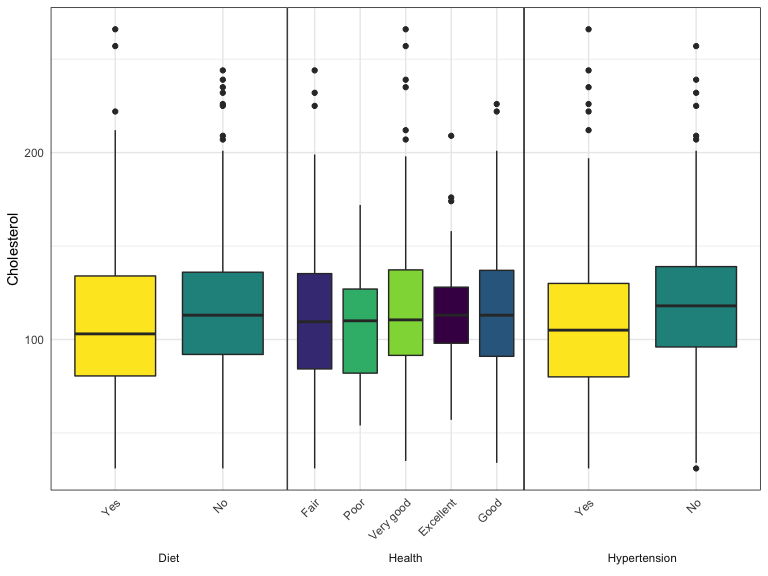 Cholesterol
200
100
Yes
No
Fair
Poor
Very good
Excellent
Good
Yes
No
Diet
Health
Hypertension